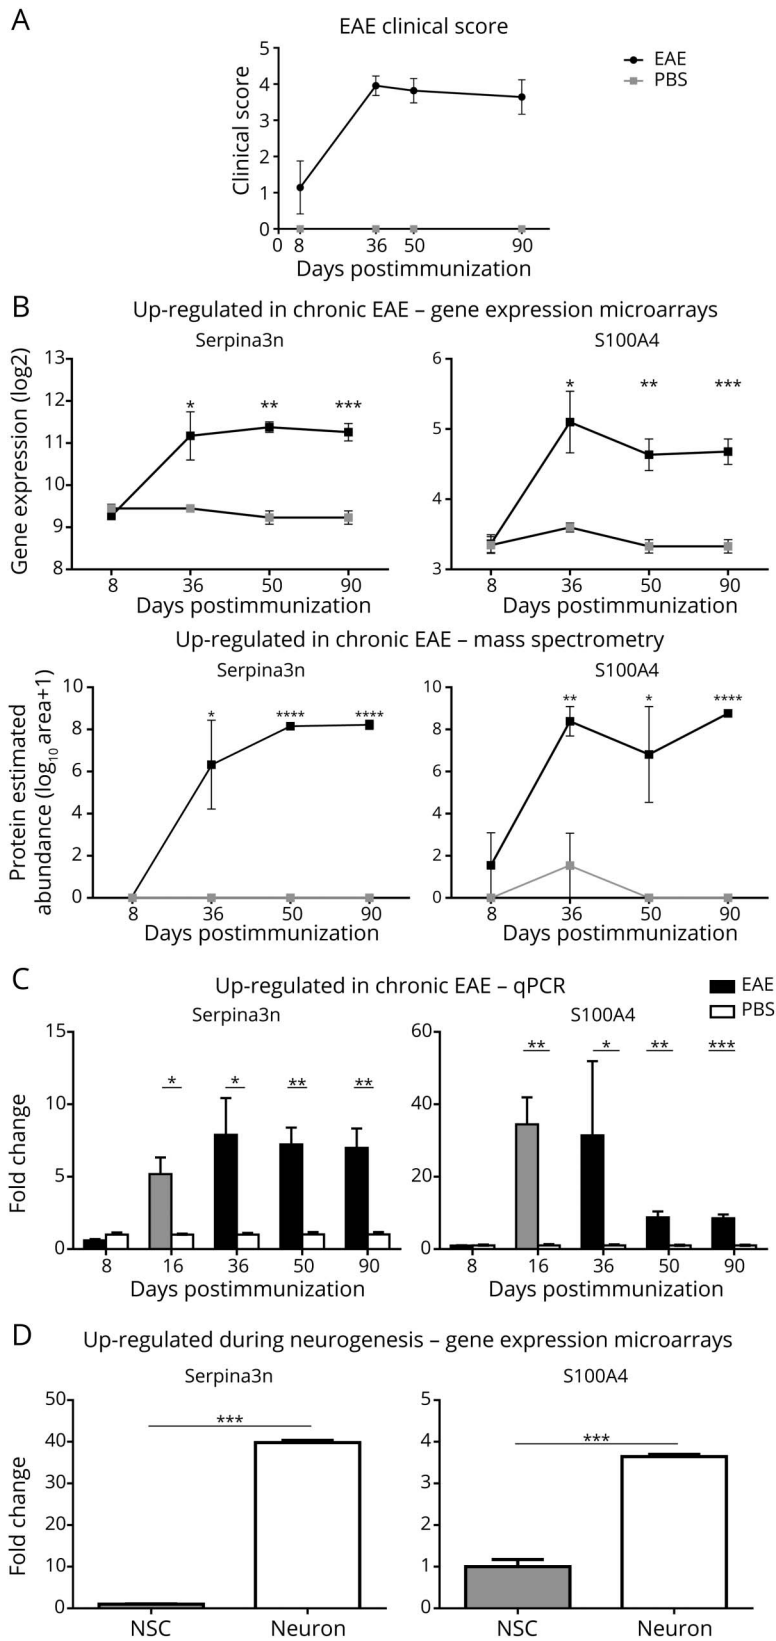 A
EAE clinical score
EAE
PBS
Clinical score
5
4
3
2
1
0
0 8 36 50 90
Days postimmunization
B
Up-regulated in chronic EAE – gene expression microarrays
Serpina3n
S100A4
Gene expression (log2)
13
12
11
10
9
8
* ** ***
8 36 50 90
Days postimmunization
6
5
4
3
* ** ***
8 36 50 90
Days postimmunization
Up-regulated in chronic EAE – mass spectrometry
Serpina3n
S100A4
Protein estimated
abundance (log10 area+1)
10
8
6
4
2
0
* **** ****
8 36 50 90
Days postimmunization
10
8
6
4
2
0
** * ****
8 36 50 90
Days postimmunization
C
Up-regulated in chronic EAE – qPCR
EAE
PBS
Serpina3n
S100A4
Fold change
15
10
5
0
* * ** **
8 16 36 50 90
Days postimmunization
60
40
20
0
** * ** ***
8 16 36 50 90
Days postimmunization
D
Up-regulated during neurogenesis – gene expression microarrays
Serpina3n
S100A4
Fold change
50
40
30
20
10
0
***
NSC Neuron
5
4
3
2
1
0
***
NSC Neuron